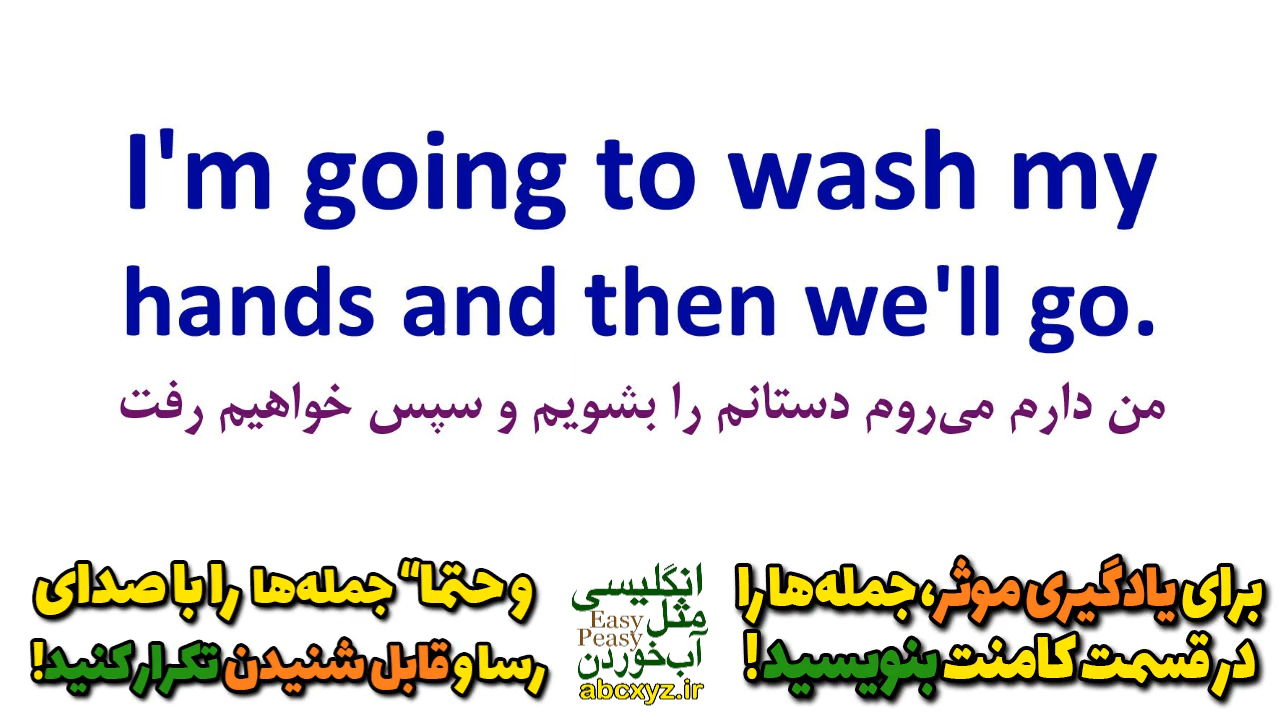 I'm going to wash my
hands and then we'll go.
من دارم می‌روم دستانم را بشویم و سپس خواهیم رفت
برای یادگیری موثر، جمله‌ها را
در قسمت کامنت بنویسید!
انگلیسی
مثل
Easy
Peasy
آب خوردن
abcxyz.ir
و حتما“ جمله‌ها را با صدای
رسا و قابل شنیدن تکرار کنید!